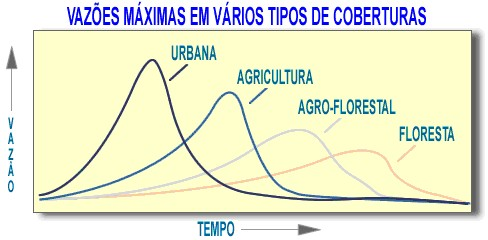 VAZÕES MÁXIMAS EM VÁRIOS TIPOS DE COBERTURAS
URBANA
AGRICULTURA
AGRO-FLORESTAL
FLORESTA
VAZÃO
TEMPO